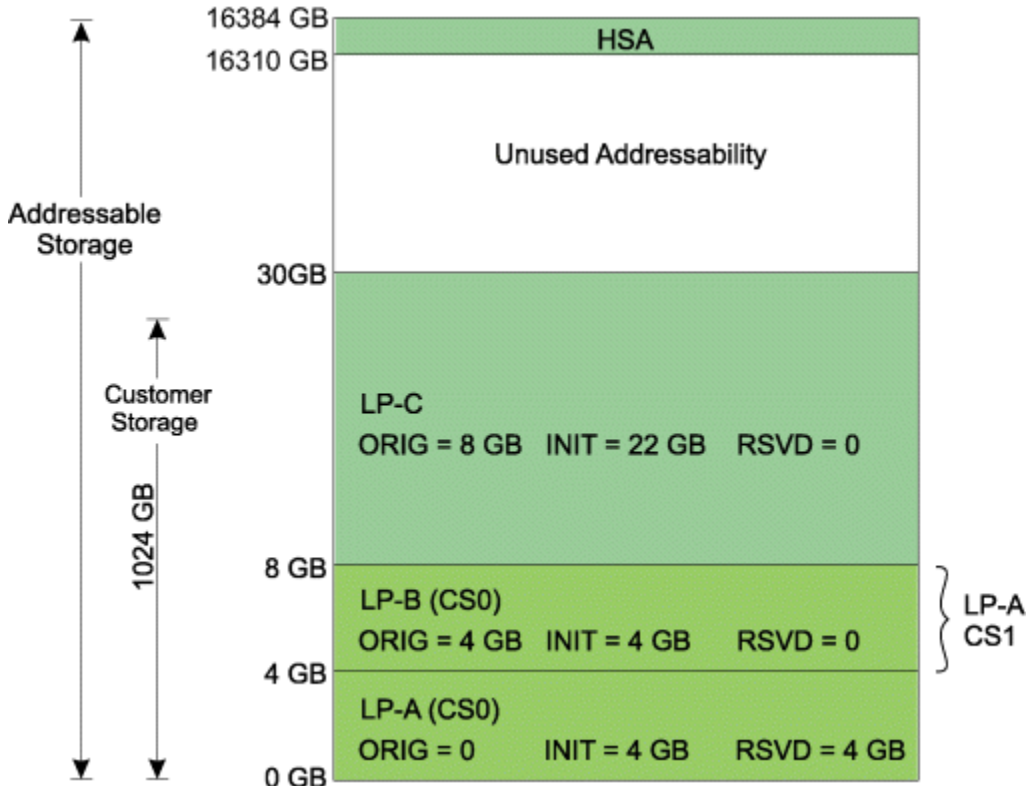 16384 GB
HSA
16310 GB
Unused Addressability
Addressable
Storage
30GB
Customer
Storage
1024 GB
LP-C
ORIG = 8 GB INIT = 22 GB RSVD = 0
8 GB
LP-B (CS0)
ORIG = 4 GB INIT = 4 GB RSVD = 0
LP-A
CS1
4 GB
LP-A (CS0)
ORIG = 0 INIT = 4 GB RSVD = 4 GB
0 GB